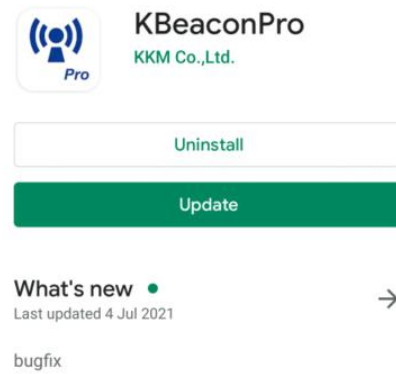 Pro
KBeaconPro
KKM Co.,Ltd.
Uninstall
Update
What's new
Last updated 4 Jul 2021
bugfix